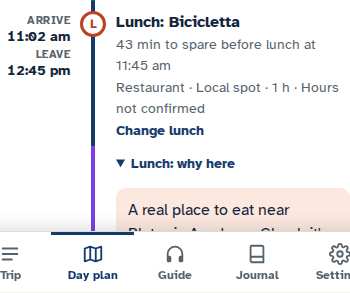 ARRIVE
11:02 am
LEAVE
12:45 pm
L
Lunch: Bicicletta
43 min to spare before lunch at
11:45 am
Restaurant · Local spot · 1 h · Hours
not confirmed
Change lunch
▼ Lunch: why here
A real place to eat near
Trip
Day plan
Guide
Journal